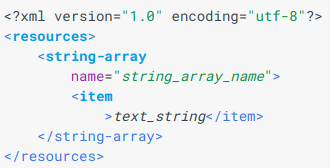 <?xml version="1.0" encoding="utf-8"?>
<resources>
    <string-array
        name="string_array_name">
        <item
            >text_string</item>
    </string-array>
</resources>